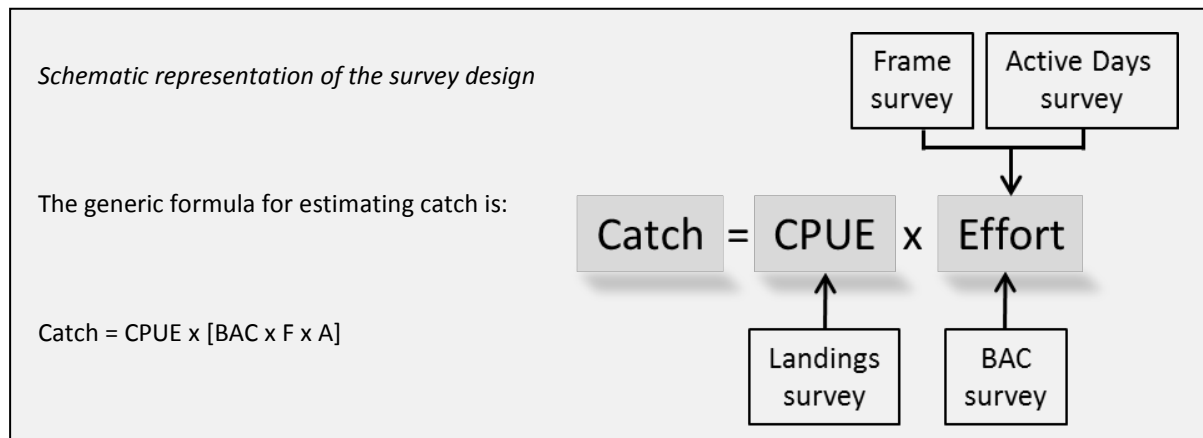 Schematic representation of the survey design
The generic formula for estimating catch is:
Catch = CPUE x [BAC x F x A]
Frame
survey
Active Days
survey
Catch = CPUE x Effort
Landings
survey
BAC
survey